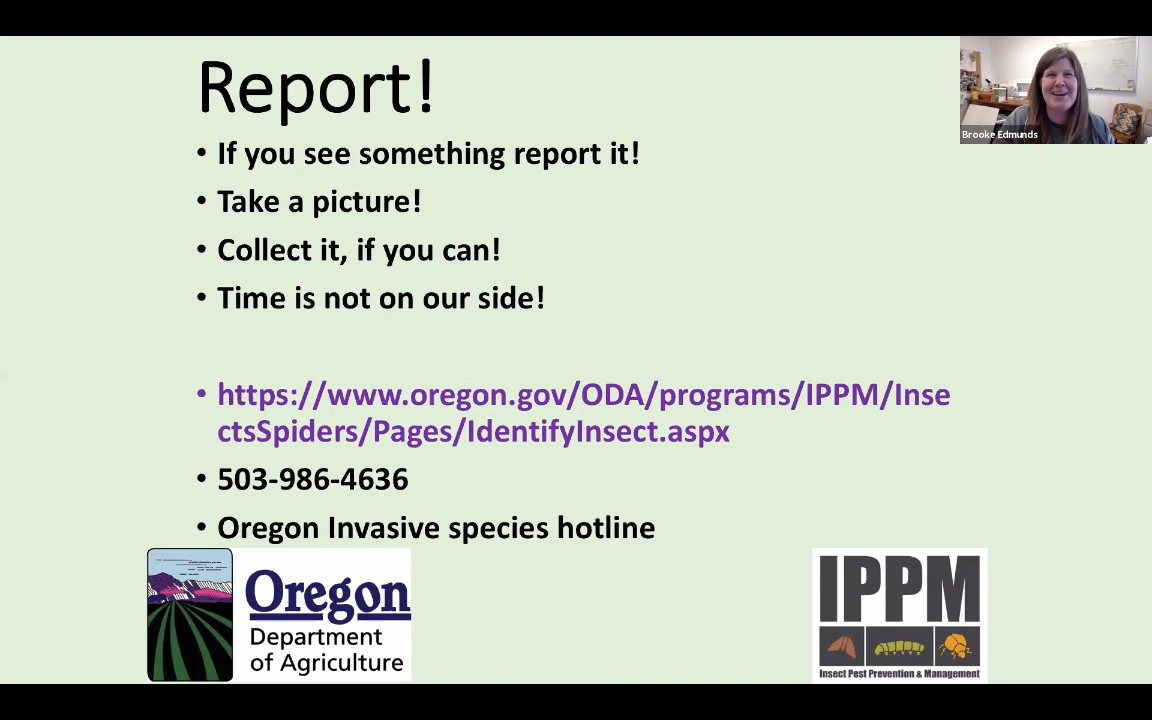 Report!
• If you see something report it!
• Take a picture!
• Collect it, if you can!
• Time is not on our side!
• https://www.oregon.gov/ODA/programs/IPPM/Inse
ctsSpiders/Pages/IdentifyInsect.aspx
• 503-986-4636
• Oregon Invasive species hotline
Brooke Edmunds
Oregon
Department
of Agriculture
IPPM
Insect Pest Prevention & Management